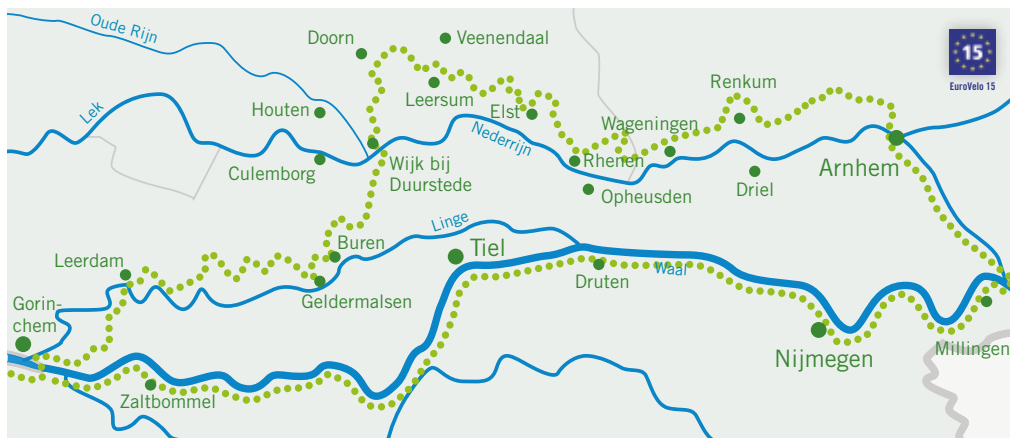 Oude Rijn
Doorn
Veenendaal
15
EuroVelo 15
Renkum
Leersum
Lek
Houten
Elst
Wageningen
Nederrijn
Culemborg
Wijk bij
Duurstede
Rhenen
Arnhem
Driel
Opheusden
Linge
Buren
Tiel
Leerdam
Waal
Druten
Geldermalsen
Gorin-
chem
Nijmegen
Millingen
Zaltbommel